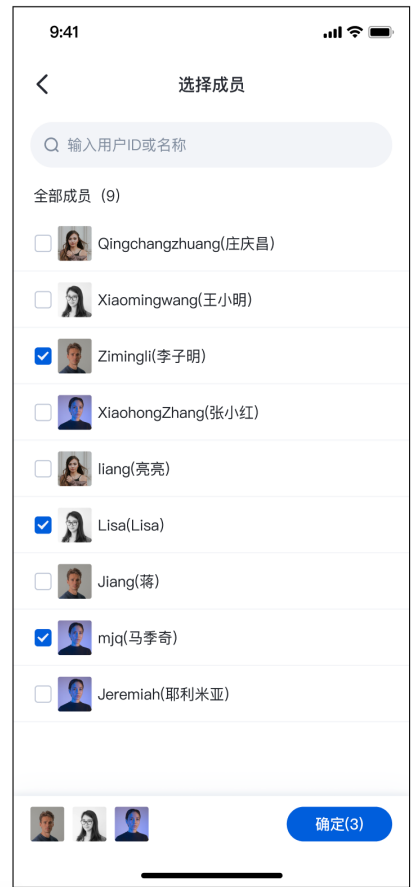 9:41
选择成员
输入用户ID或名称
全部成员（9）
Qingchangzhuang(庄庆昌)
Xiaomingwang(王小明)
Zimingli(李子明)
XiaohongZhang(张小红)
liang(亮亮)
Lisa(Lisa)
Jiang(蒋)
mjq(马季奇)
Jeremiah(耶利米亚)
确定(3)